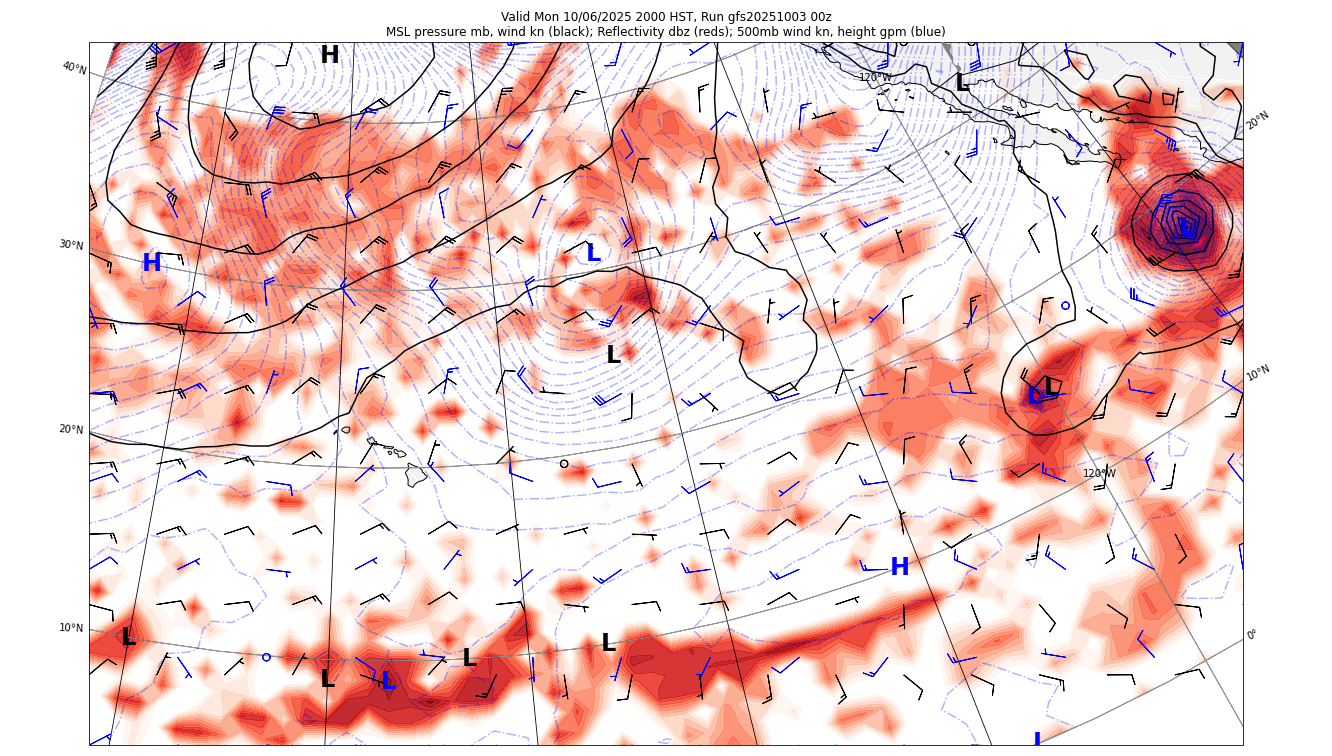 Valid Mon 10/06/2025 2000 HST, Run gfs20251003 00z
MSL pressure mb, wind kn (black); Reflectivity dbz (reds); 500mb wind kn, height gpm (blue)
H
40°N
120°W
L
20°N
L
30°N
H
L
L
10°N
L
L
20°N
120°W
H
10°N
L
L
L
0°
L
L
L